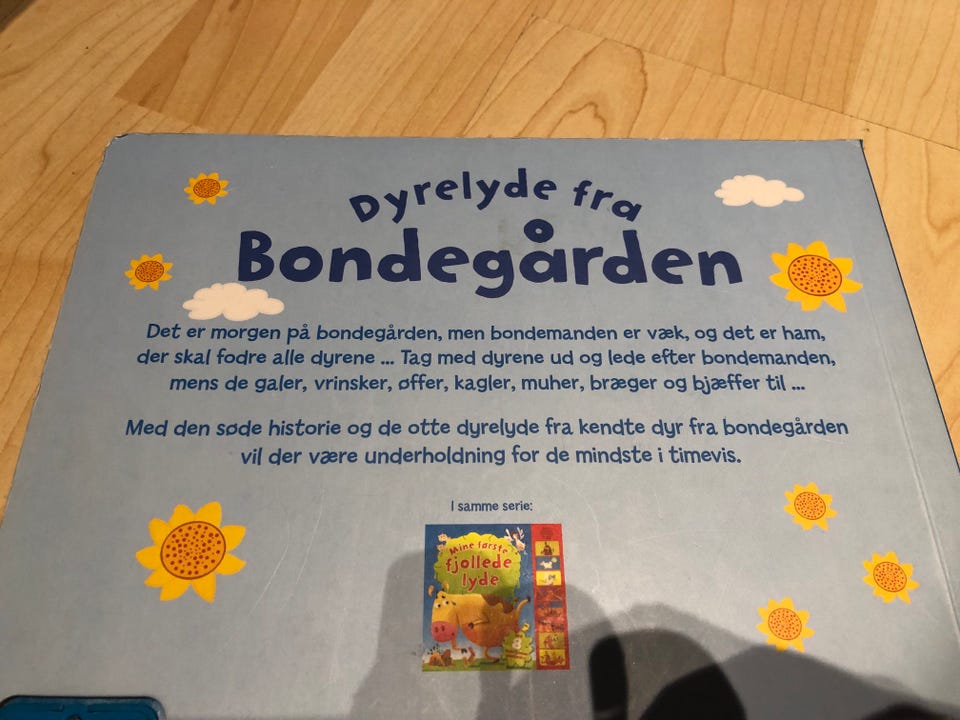 Dyrelyde fra
Bondegården
Det er morgen på bondegården, men bondemanden er væk, og det er ham,
der skal fodre alle dyrene ... Tag med dyrene ud og lede efter bondemanden,
mens de galer, vrinsker, øffer, kagler, muher, bræger og bjæffer til ...
Med den søde historie og de otte dyrelyde fra kendte dyr fra bondegården
vil der være underholdning for de mindste i timevis.
I samme serie:
Mine første
fjollede
lyde
8